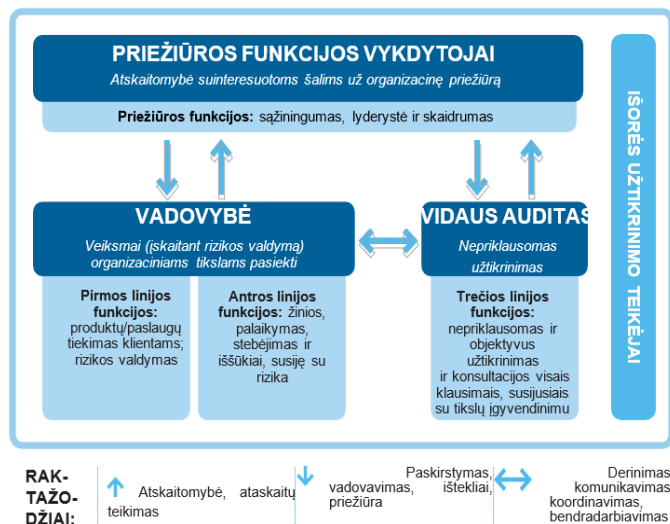 PRIEŽIŪROS FUNKCIJOS VYKDYTOJAI
Atskaitomybė suinteresuotoms šalims už organizacinę priežiūrą
Priežiūros funkcijos: sąžiningumas, lyderystė ir skaidrumas
VADOVYBĖ
Veiksmai (įskaitant rizikos valdymą)
organizaciniams tikslams pasiekti
Pirmos linijos
funkcijos:
produktų/paslaugų
tiekimas klientams;
rizikos valdymas
Antros linijos
funkcijos: žinios,
palaikymas,
stebėjimas ir
iššūkiai, susiję su
rizika
VIDAUS AUDITAS
Nepriklausomas
užtikrinimas
Trečios linijos
funkcijos:
nepriklausomas ir
objektyvus
užtikrinimas
ir konsultacijos visais
klausimais, susijusiais
su tikslų įgyvendinimu
IŠORĖS UŽTIKRINIMO TEIKĖJAI
RAK-
TAŽO-
DŽIAI:
Atskaitomybė, ataskaitų
teikimas
Paskirstymas,
vadovavimas, ištekliai,
priežiūra
Derinimas
komunikavimas
koordinavimas,
bendradarbiavimas